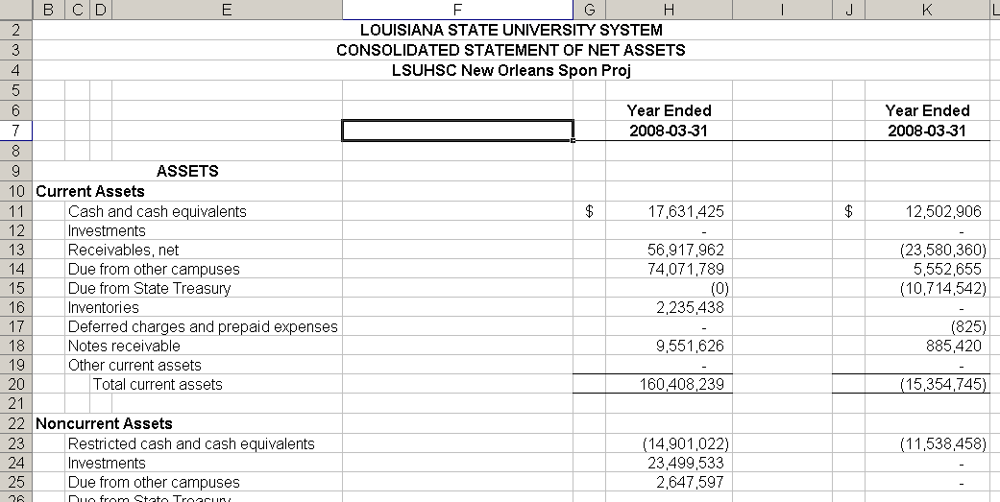 B C D E F G H I J K L
2 LOUISIANA STATE UNIVERSITY SYSTEM
3 CONSOLIDATED STATEMENT OF NET ASSETS
4 LSUHSC New Orleans Spon Proj
5
6 Year Ended Year Ended
7 2008-03-31 2008-03-31
8
9 ASSETS
10 Current Assets
11 Cash and cash equivalents $ 17,631,425 $ 12,502,906
12 Investments - -
13 Receivables, net 56,917,962 (23,580,360)
14 Due from other campuses 74,071,789 5,552,655
15 Due from State Treasury (0) (10,714,542)
16 Inventories 2,235,438 -
17 Deferred charges and prepaid expenses - (825)
18 Notes receivable 9,551,626 885,420
19 Other current assets - -
20 Total current assets 160,408,239 (15,354,745)
21
22 Noncurrent Assets
23 Restricted cash and cash equivalents (14,901,022) (11,538,458)
24 Investments 23,499,533 -
25 Due from other campuses 2,647,597 -
26 Due from State Treasury